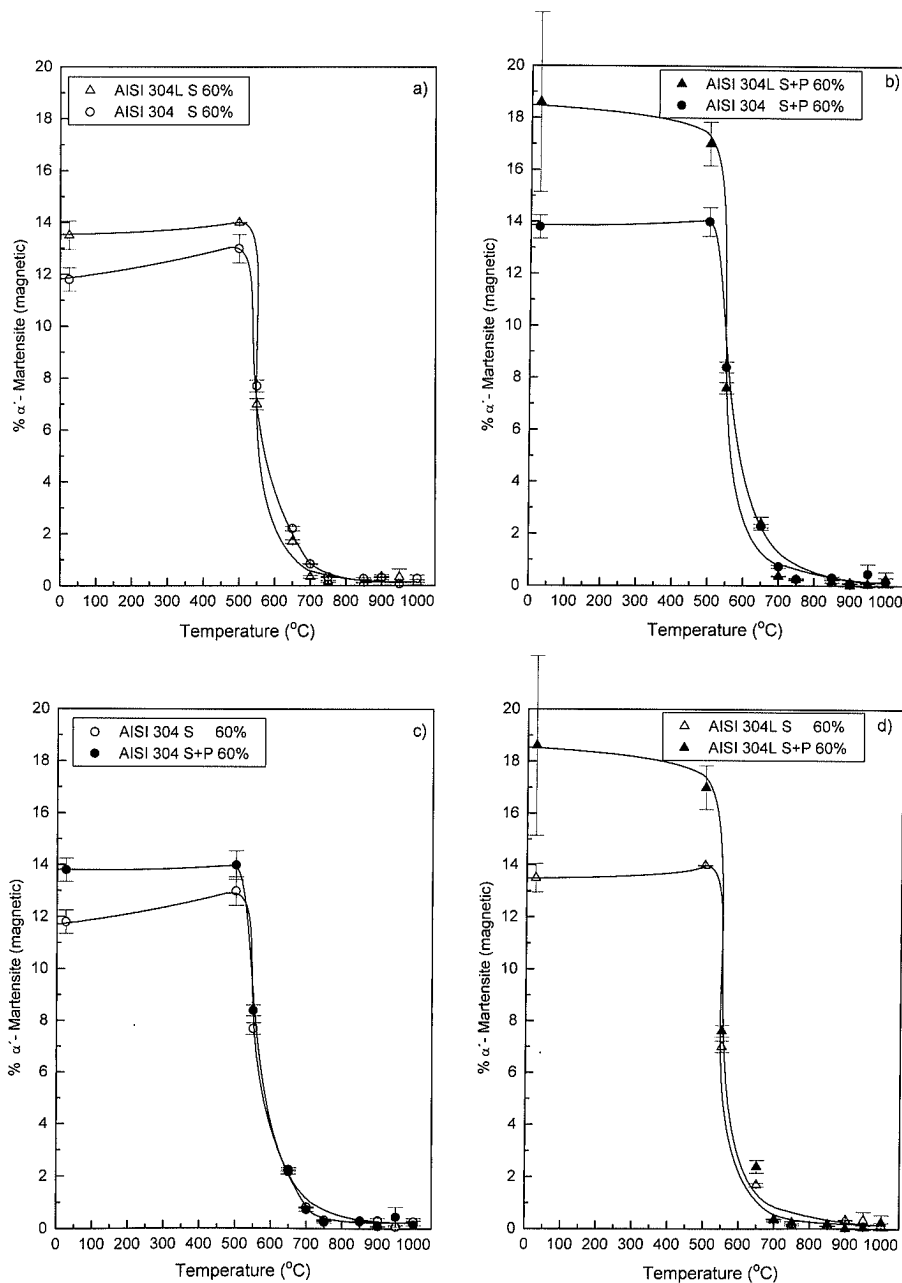 a)
AISI 304L S 60%
AISI 304 S 60%
20
18
16
14
12
10
8
6
4
2
0
% α´- Martensite (magnetic)
0 100 200 300 400 500 600 700 800 900 1000
Temperature (°C)
b)
AISI 304L S+P 60%
AISI 304 S+P 60%
20
18
16
14
12
10
8
6
4
2
0
% α´- Martensite (magnetic)
0 100 200 300 400 500 600 700 800 900 1000
Temperature (°C)
c)
AISI 304 S 60%
AISI 304 S+P 60%
20
18
16
14
12
10
8
6
4
2
0
% α´- Martensite (magnetic)
0 100 200 300 400 500 600 700 800 900 1000
Temperature (°C)
d)
AISI 304L S 60%
AISI 304L S+P 60%
20
18
16
14
12
10
8
6
4
2
0
% α´- Martensite (magnetic)
0 100 200 300 400 500 600 700 800 900 1000
Temperature (°C)